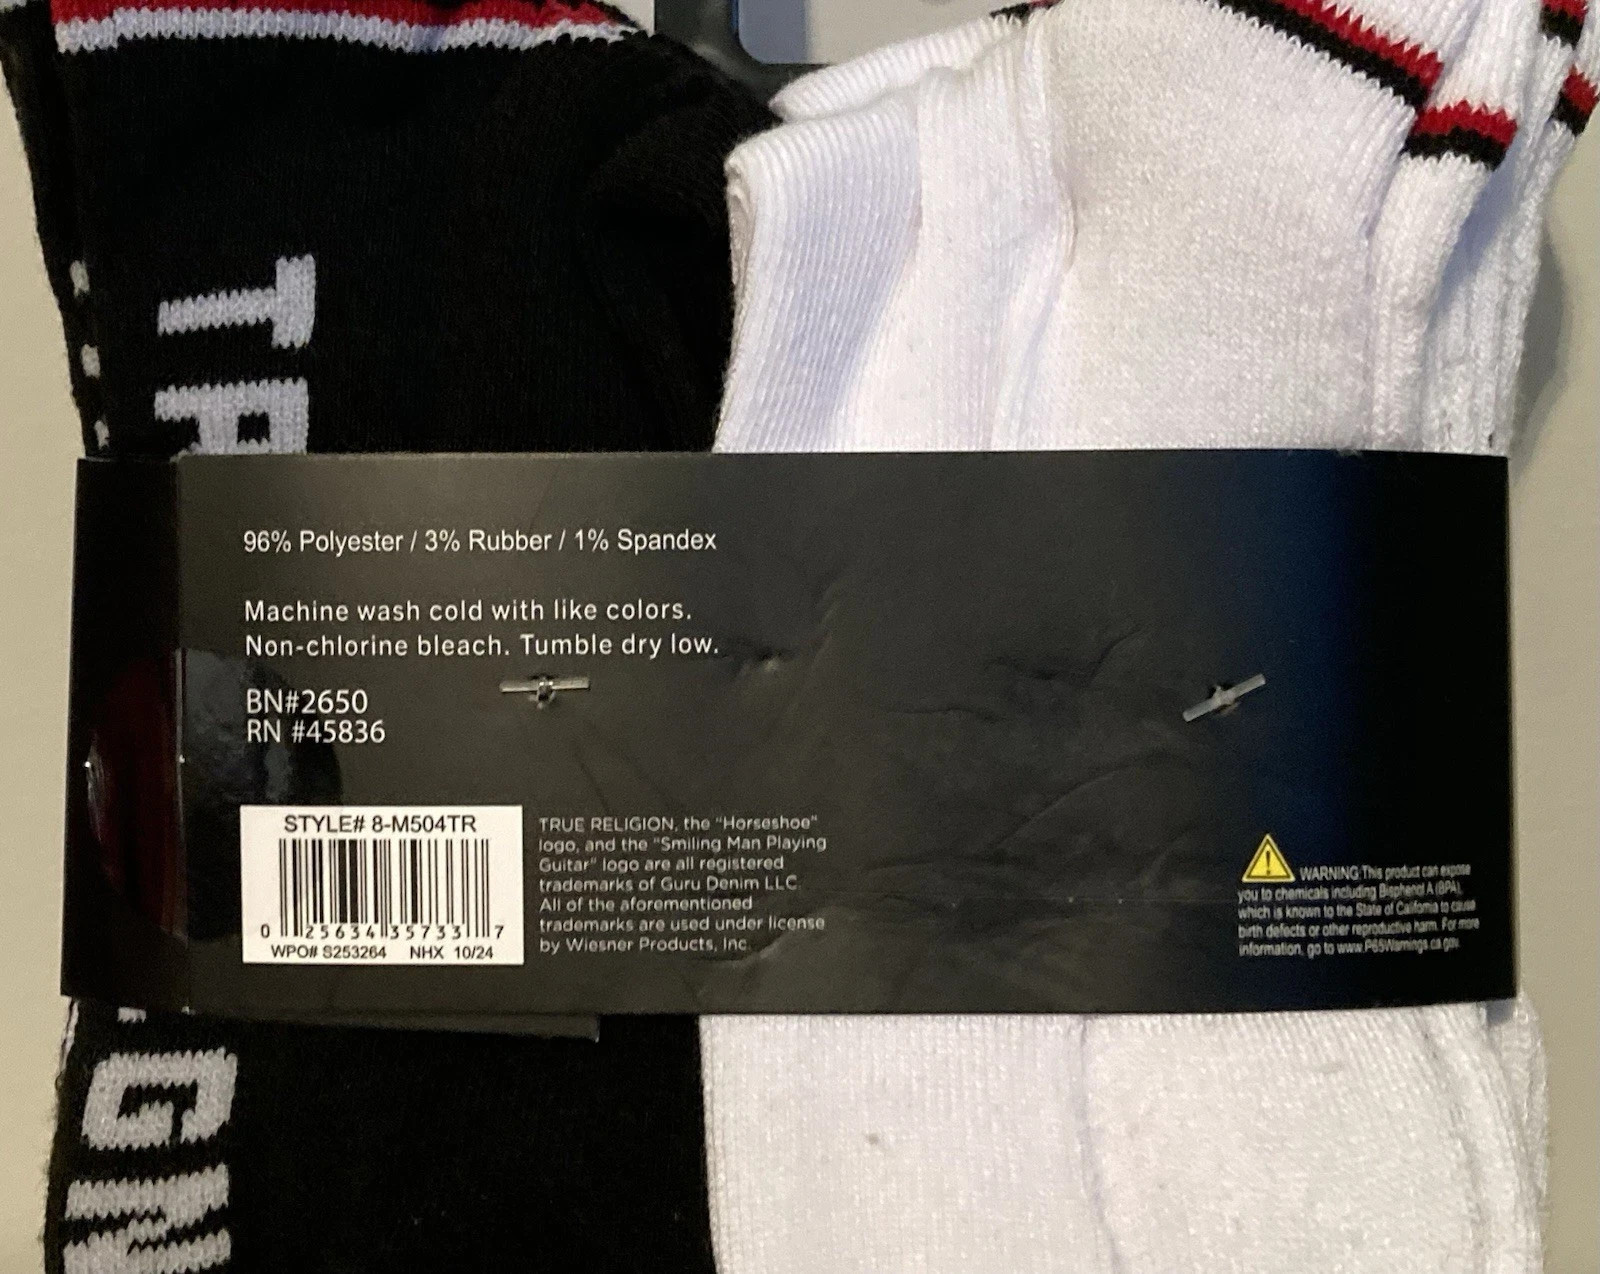 TR
96% Polyester / 3% Rubber / 1% Spandex
Machine wash cold with like colors.
Non-chlorine bleach. Tumble dry low.
BN#2650
RN #45836
STYLE# 8-M504TR
0 25634 35733 7
WPO# S253264 NHX 10/24
TRUE RELIGION, the "Horseshoe"
logo, and the "Smiling Man Playing
Guitar" logo are all registered
trademarks of Guru Denim LLC.
All of the aforementioned
trademarks are used under license
by Wiesner Products, Inc.
WARNING:This product can expose
you to chemicals including Bisphenol A (BPA),
which is known to the State of California to cause
birth defects or other reproductive harm. For more
information, go to www.P65Warnings.ca.gov.
GIN